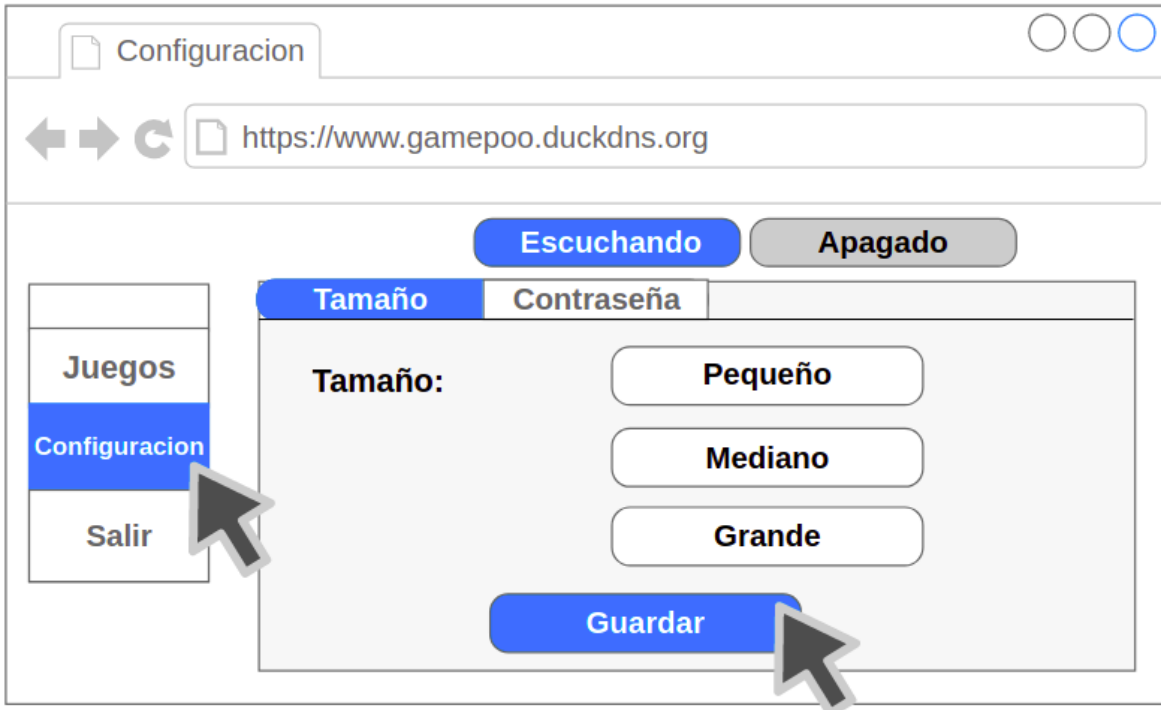 Configuracion
https://www.gamepoo.duckdns.org
Escuchando
Apagado
Tamaño
Contraseña
Juegos
Configuracion
Salir
Tamaño:
Pequeño
Mediano
Grande
Guardar